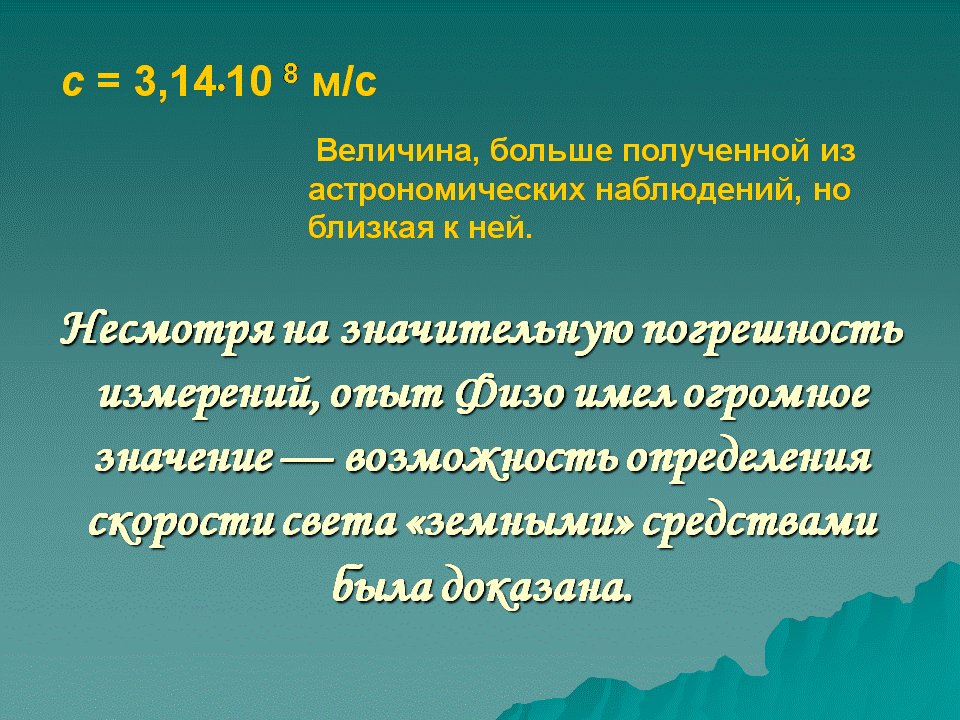 c = 3,14·10 ⁸ м/с
Величина, больше полученной из
астрономических наблюдений, но
близкая к ней.
Несмотря на значительную погрешность
измерений, опыт Физо имел огромное
значение — возможность определения
скорости света «земными» средствами
была доказана.